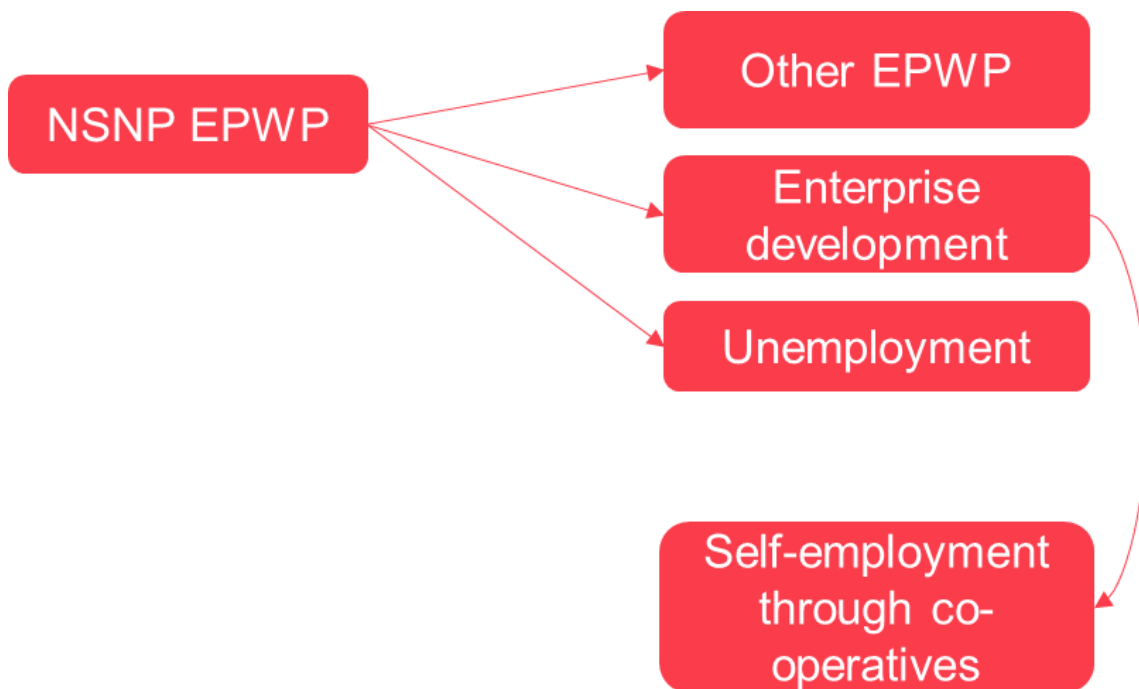 NSNP EPWP
Other EPWP
Enterprise
development
Unemployment
Self-employment
through co-
operatives